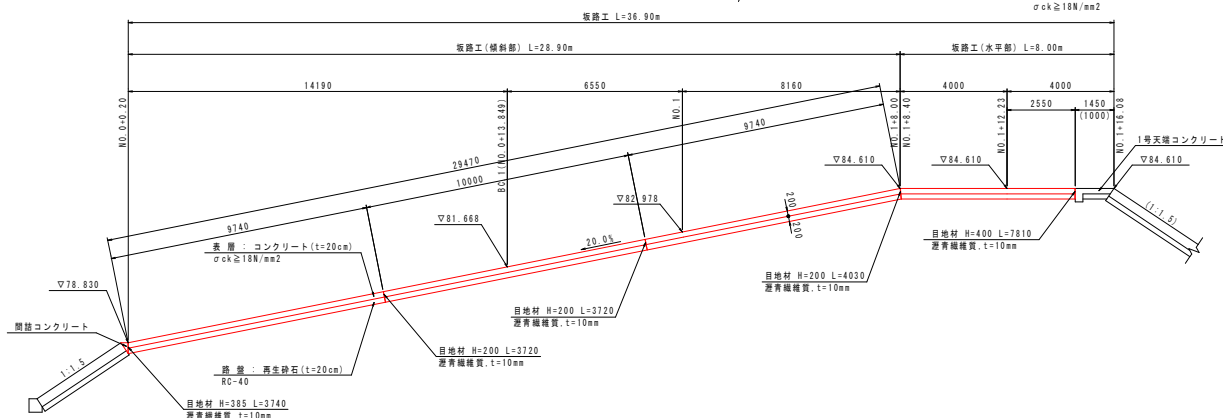 σck≧18N/mm2
坂路工 L=36.90m
坂路工(傾斜部) L=28.90m
坂路工(水平部) L=8.00m
14190
6550
8160
4000
4000
2550
1450
(1000)
NO.0+0.20
BC.1(NO.0+13.849)
NO.1
NO.1+8.00
NO.1+8.40
NO.1+12.23
NO.1+16.08
1号天端コンクリート
29470
9740
10000
9740
▽84.610
▽84.610
▽84.610
▽82.978
▽81.668
▽78.830
200
200
20.0%
(1:1.5)
表 層 : コンクリート(t=20cm)
σck≧18N/mm2
目地材 H=400 L=7810
瀝青繊維質,t=10mm
目地材 H=200 L=4030
瀝青繊維質,t=10mm
目地材 H=200 L=3720
瀝青繊維質,t=10mm
間詰コンクリート
1:1.5
目地材 H=200 L=3720
瀝青繊維質,t=10mm
路 盤 : 再生砕石(t=20cm)
RC-40
目地材 H=385 L=3740
瀝青繊維質,t=10mm